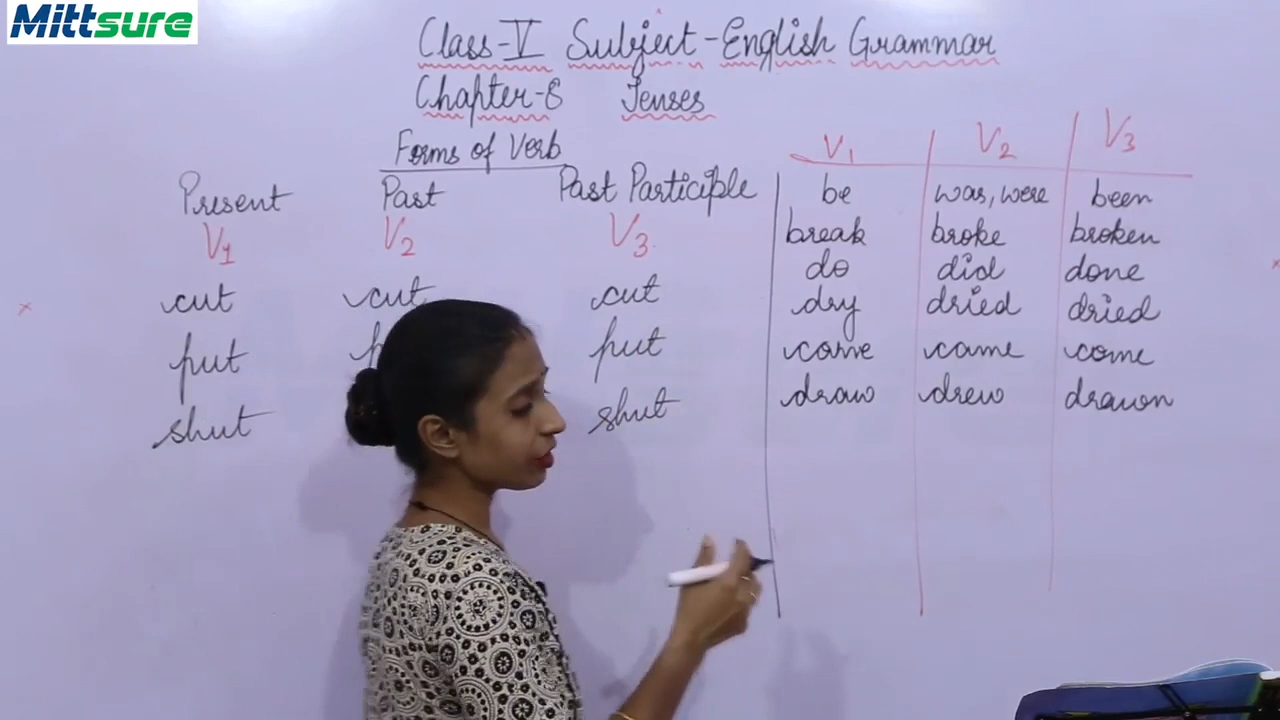 Mittsure
Class-V Subject-English Grammar
Chapter-8 Tenses
Forms of Verb
Present Past Past Participle
V1 V2 V3
cut cut cut
put put
shut shut
V1 V2 V3
be was, were been
break broke broken
do did done
dry dried dried
come came come
draw drew drawn